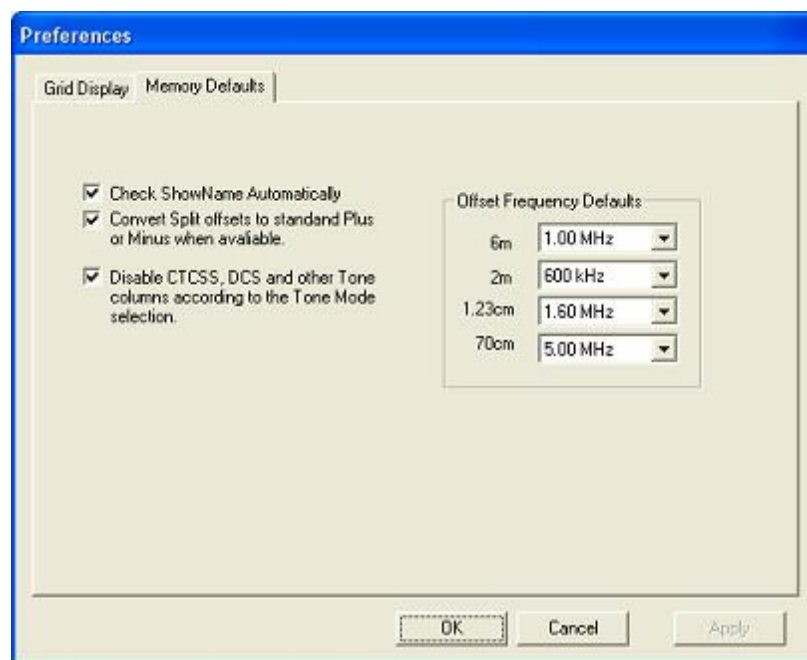 Preferences
Grid Display
Memory Defaults
Check ShowName Automatically
Convert Split offsets to standand Plus
or Minus when avaliable.
Disable CTCSS, DCS and other Tone
columns according to the Tone Mode
selection.
Offset Frequency Defaults
6m 1.00 MHz
2m 600 kHz
1.23cm 1.60 MHz
70cm 5.00 MHz
OK
Cancel
Apply